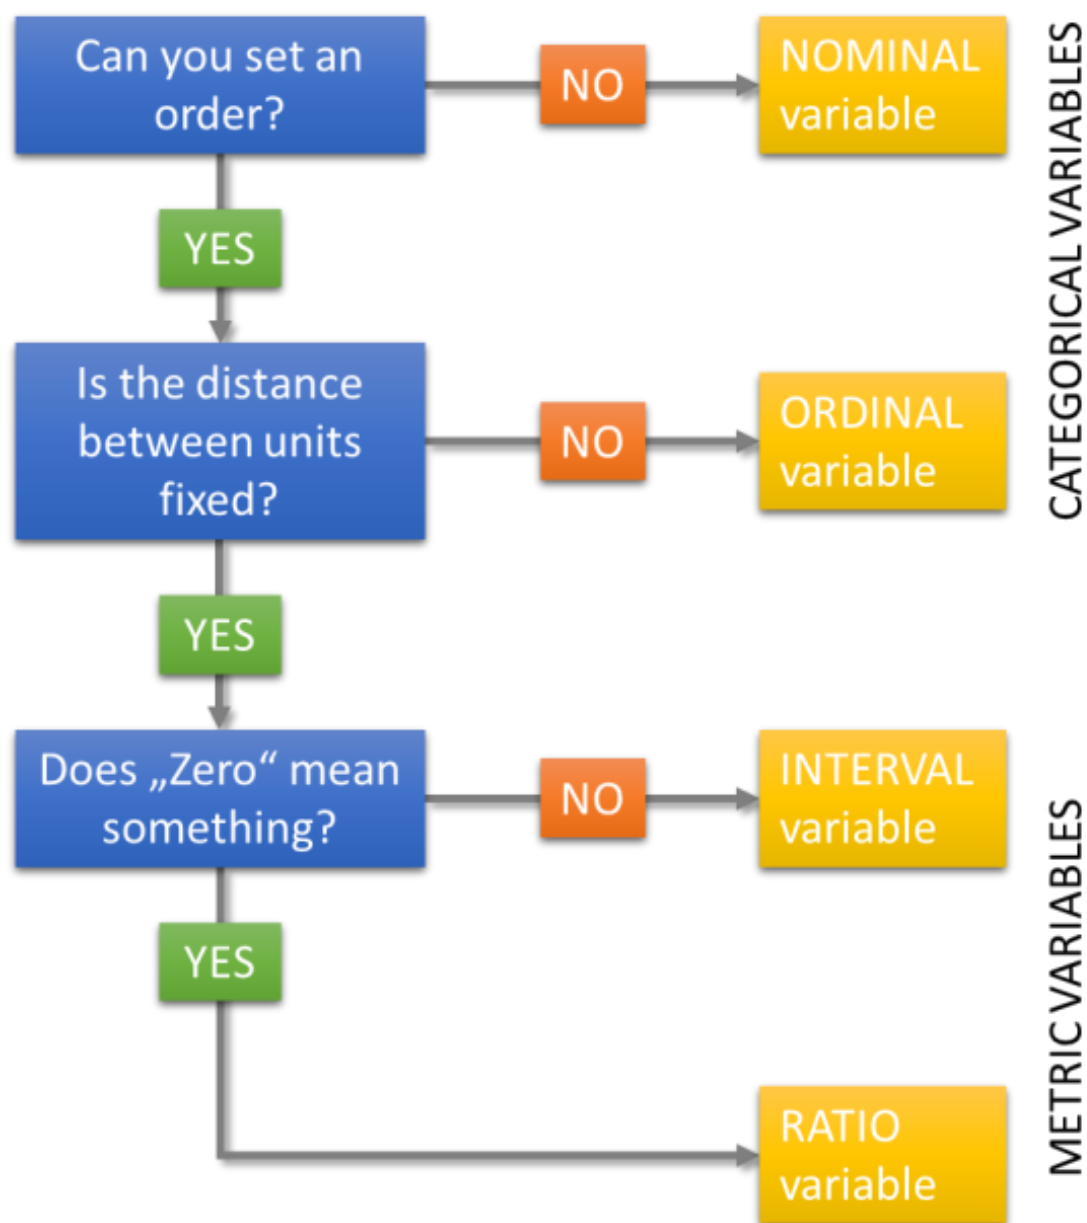 Can you set an
order?
NO
NOMINAL
variable
YES
Is the distance
between units
fixed?
NO
ORDINAL
variable
CATEGORICAL VARIABLES
YES
Does „Zero“ mean
something?
NO
INTERVAL
variable
YES
RATIO
variable
METRIC VARIABLES